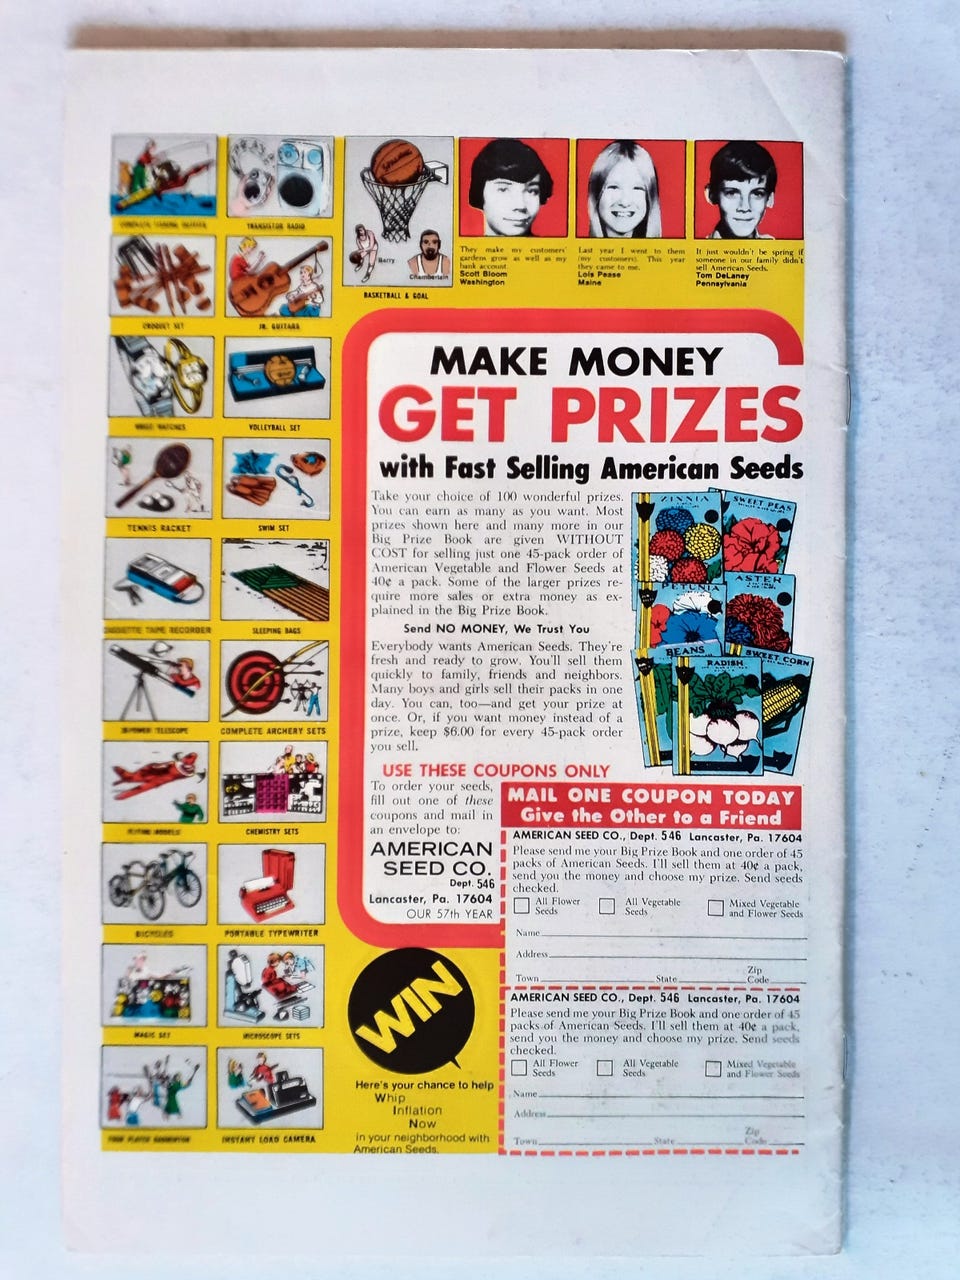 TRANSISTOR RADIO
CROQUET SET
JR. GUITARS
WRIST WATCHES
VOLLEYBALL SET
TENNIS RACKET
SWIM SET
CASSETTE TAPE RECORDER
SLEEPING BAGS
TELESCOPE
COMPLETE ARCHERY SETS
FLYING MODELS
CHEMISTRY SETS
BICYCLES
PORTABLE TYPEWRITER
MAGIC SET
MICROSCOPE SETS
FOUR PLAYER BADMINTON
INSTANT LOAD CAMERA
SPALDING
Barry
Chamberlain
BASKETBALL & GOAL
They make my customers'
gardens grow as well as my
bank account.
Scott Bloom
Washington
Last year I went to them
(my customers). This year
they came to me.
Lois Pease
Maine
It just wouldn't be spring if
someone in our family didn't
sell American Seeds.
Tom DeLaney
Pennsylvania
MAKE MONEY
GET PRIZES
with Fast Selling American Seeds
Take your choice of 100 wonderful prizes.
You can earn as many as you want. Most
prizes shown here and many more in our
Big Prize Book are given WITHOUT
COST for selling just one 45-pack order of
American Vegetable and Flower Seeds at
40¢ a pack. Some of the larger prizes re-
quire more sales or extra money as ex-
plained in the Big Prize Book.
Send NO MONEY, We Trust You
Everybody wants American Seeds. They're
fresh and ready to grow. You'll sell them
quickly to family, friends and neighbors.
Many boys and girls sell their packs in one
day. You can, too—and get your prize at
once. Or, if you want money instead of a
prize, keep $6.00 for every 45-pack order
you sell.
ZINNIA
SWEET PEAS
PETUNIA
ASTER
BEANS
RADISH
SWEET CORN
USE THESE COUPONS ONLY
To order your seeds,
fill out one of these
coupons and mail in
an envelope to:
AMERICAN
SEED CO.
Dept. 546
Lancaster, Pa. 17604
OUR 57th YEAR
MAIL ONE COUPON TODAY
Give the Other to a Friend
AMERICAN SEED CO., Dept. 546 Lancaster, Pa. 17604
Please send me your Big Prize Book and one order of 45
packs of American Seeds. I'll sell them at 40¢ a pack,
send you the money and choose my prize. Send seeds
checked.
All Flower Seeds
All Vegetable Seeds
Mixed Vegetable and Flower Seeds
Name
Address
Town State Zip Code
AMERICAN SEED CO., Dept. 546 Lancaster, Pa. 17604
Please send me your Big Prize Book and one order of 45
packs of American Seeds. I'll sell them at 40¢ a pack,
send you the money and choose my prize. Send seeds
checked.
All Flower Seeds
All Vegetable Seeds
Mixed Vegetable and Flower Seeds
Name
Address
Town State Zip Code
WIN
Here's your chance to help
Whip
Inflation
Now
in your neighborhood with
American Seeds.